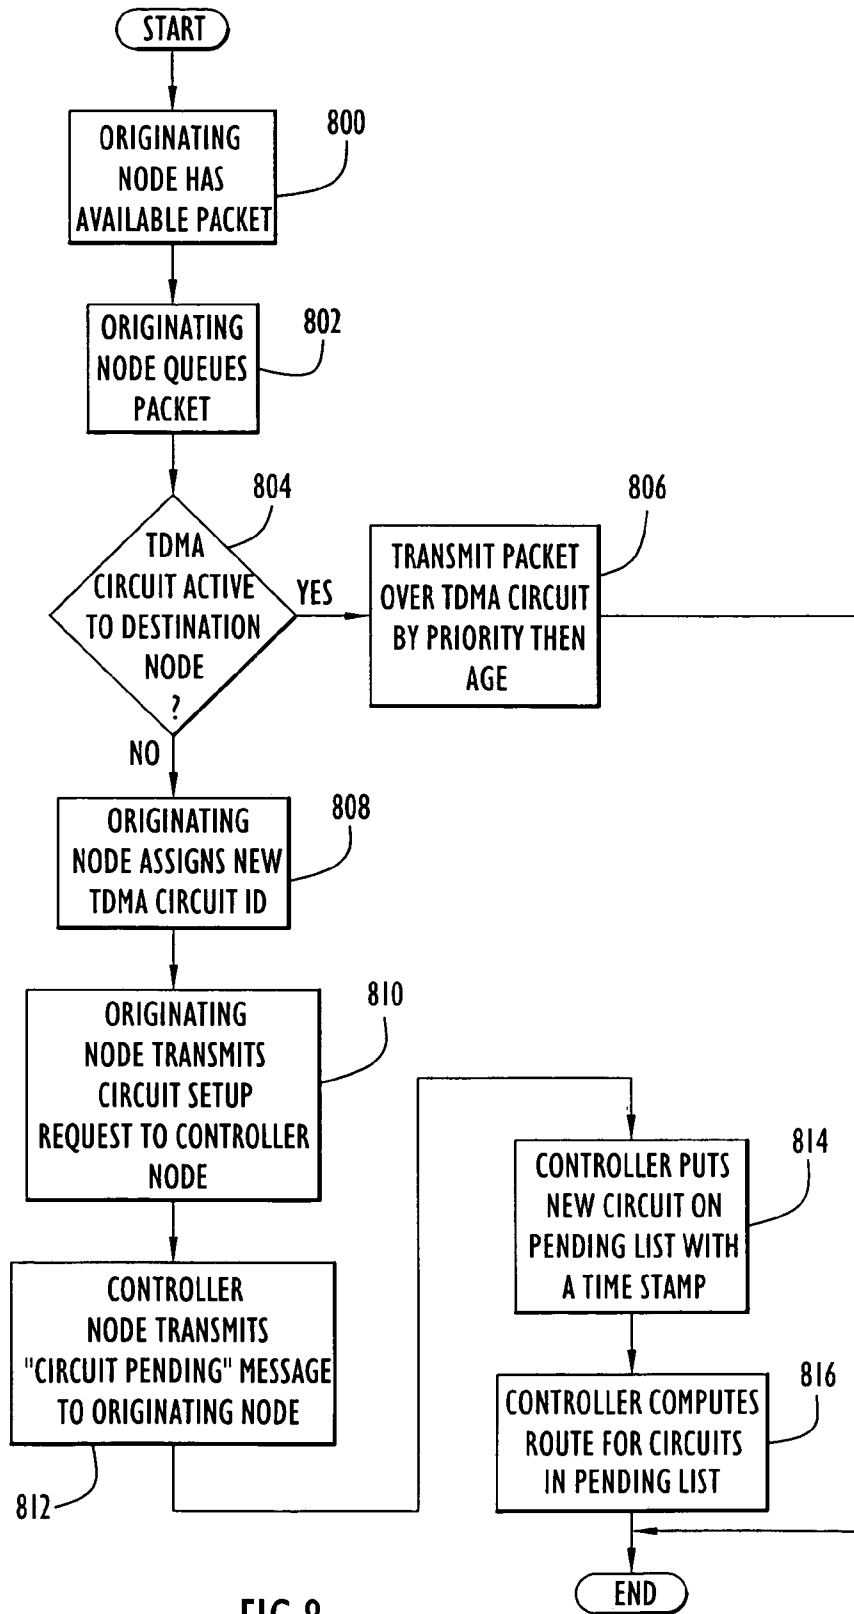 START
ORIGINATING
NODE HAS
AVAILABLE PACKET
800
ORIGINATING
NODE QUEUES
PACKET
802
TDMA
CIRCUIT ACTIVE
TO DESTINATION
NODE
?
804
YES
TRANSMIT PACKET
OVER TDMA CIRCUIT
BY PRIORITY THEN
AGE
806
NO
ORIGINATING
NODE ASSIGNS NEW
TDMA CIRCUIT ID
808
ORIGINATING
NODE TRANSMITS
CIRCUIT SETUP
REQUEST TO CONTROLLER
NODE
810
CONTROLLER
NODE TRANSMITS
"CIRCUIT PENDING" MESSAGE
TO ORIGINATING NODE
812
CONTROLLER PUTS
NEW CIRCUIT ON
PENDING LIST WITH
A TIME STAMP
814
CONTROLLER COMPUTES
ROUTE FOR CIRCUITS
IN PENDING LIST
816
END